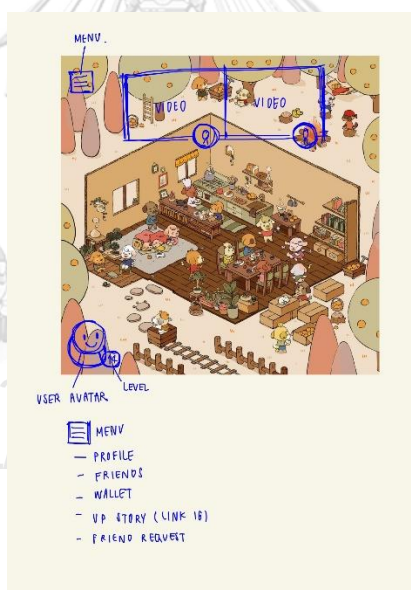 MENU.
VIDEO VIDEO
LEVEL
USER AVATAR
MENU
— PROFILE
- FRIENDS
- WALLET
- UP STORY (LINK IG)
- FRIEND REQUEST